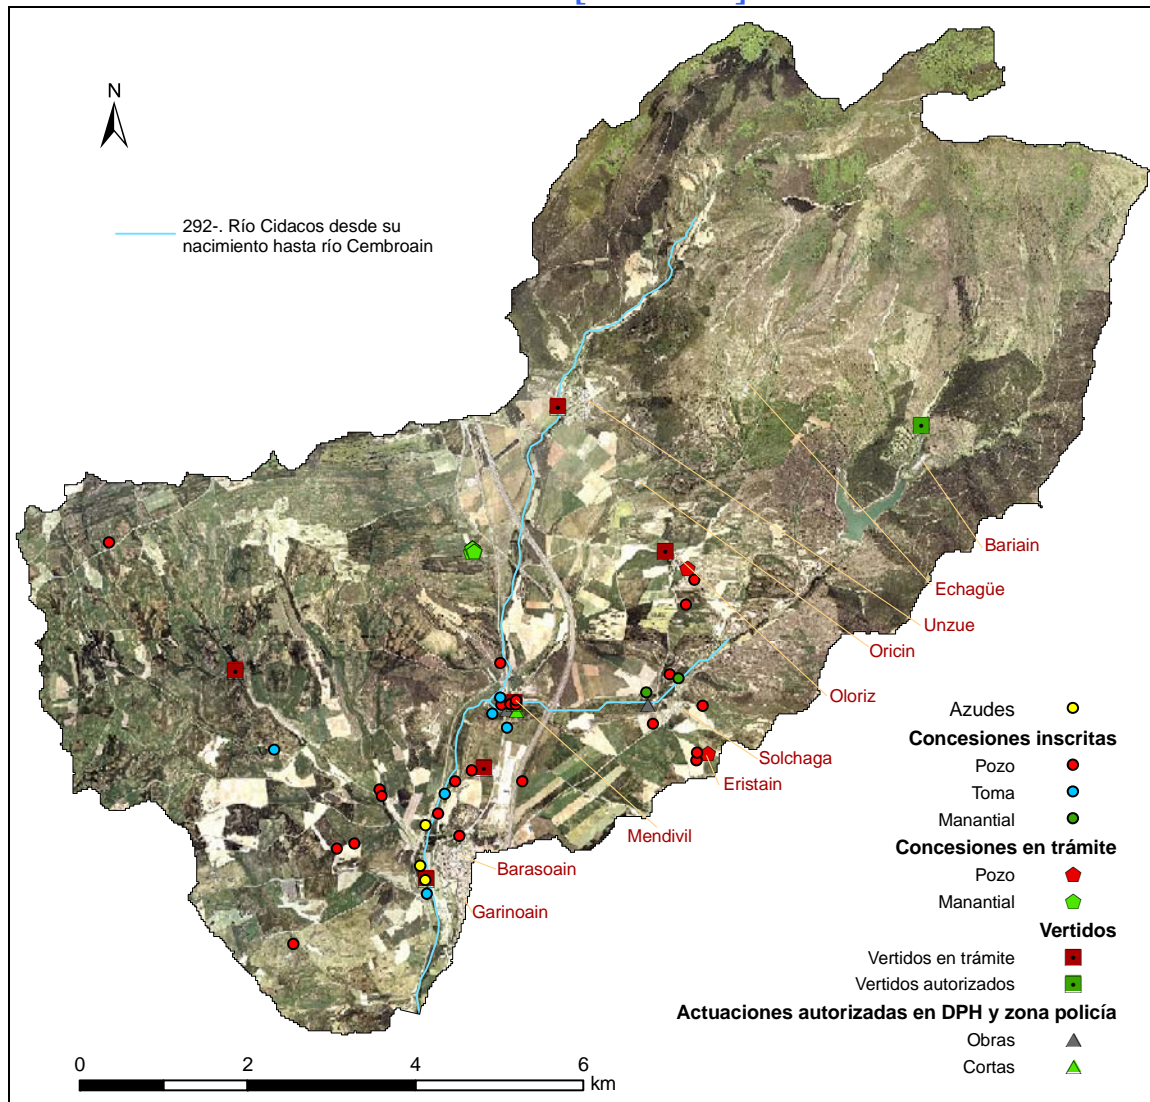 N
292-. Río Cidacos desde su
nacimiento hasta río Cembroain
Bariain
Echagüe
Unzue
Oricin
Oloriz
Solchaga
Eristain
Mendivil
Barasoain
Garinoain
Azudes
Concesiones inscritas
Pozo
Toma
Manantial
Concesiones en trámite
Pozo
Manantial
Vertidos
Vertidos en trámite
Vertidos autorizados
Actuaciones autorizadas en DPH y zona policía
Obras
Cortas
0 2 4 6
km